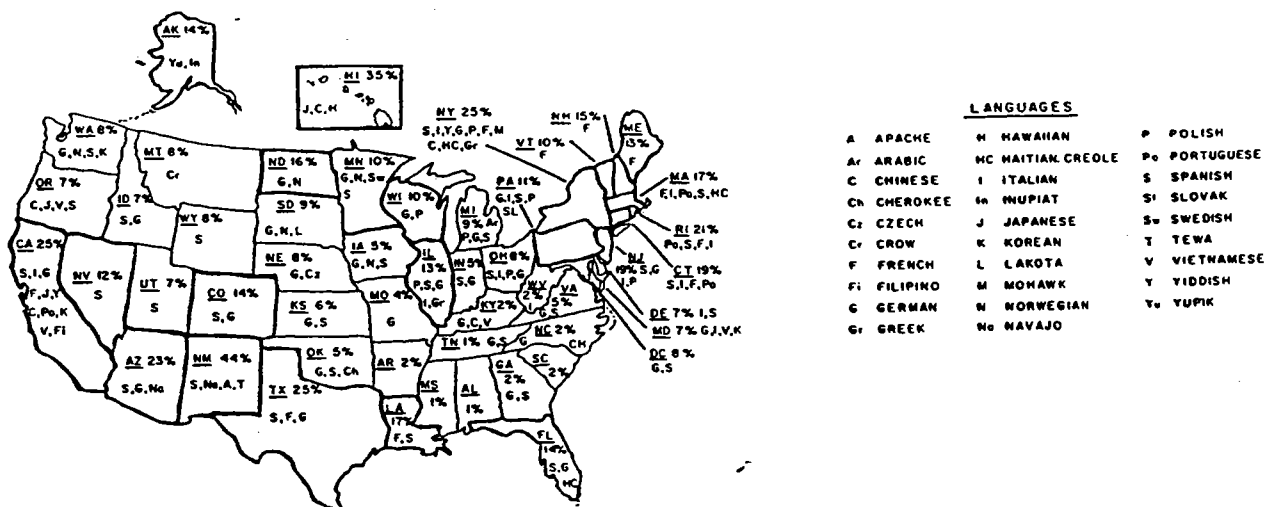 AK 14%
Yu, In
HI 35%
J, C, H
WA 8%
G, N, S, K
MT 8%
Cr
ND 16%
G, N
MN 10%
G, N, Sw
S
NY 25%
S, I, Y, G, P, F, M
C, HC, Gr
NH 15%
F
VT 10%
F
ME
13%
F
OR 7%
C, J, V, S
ID 7%
S, G
WY 8%
S
SD 9%
G, N, L
WI 10%
G, P
MI
9% Ar
P, G, S
PA 11%
G, I, S, P
SL
MA 17%
F, I, Po, S, HC
RI 21%
Po, S, F, I
CT 19%
S, I, F, Po
NJ
19% S, G
I, P
CA 25%
S, I, G
F, J, Y
C, Po, K
V, Fi
NV 12%
S
UT 7%
S
CO 14%
S, G
NE 8%
G, Cz
IA 5%
G, N, S
IL
13%
P, S, G
I, Gr
IN 5%
S, G
OH 8%
S, I, P, G
KS 6%
G, S
MO 4%
G
KY 2%
G, C, V
WV
2%
I
VA
5%
G, S
DE 7% I, S
MD 7% G, J, V, K
DC 8%
G, S
AZ 23%
S, G, Na
NM 44%
S, Na, A, T
OK 5%
G, S, Ch
TX 25%
S, F, G
AR 2%
TN 1% G, S
NC 2%
G
CH
SC
2%
MS
1%
AL
1%
GA
2%
G, S
LA
17%
F, S
FL
14%
S, G
HC
LANGUAGES
A APACHE
Ar ARABIC
C CHINESE
Ch CHEROKEE
Cz CZECH
Cr CROW
F FRENCH
Fi FILIPINO
G GERMAN
Gr GREEK
H HAWAIIAN
HC HAITIAN CREOLE
I ITALIAN
In INUPIAT
J JAPANESE
K KOREAN
L LAKOTA
M MOHAWK
N NORWEGIAN
Na NAVAJO
P POLISH
Po PORTUGUESE
S SPANISH
Sl SLOVAK
Sw SWEDISH
T TEWA
V VIETNAMESE
Y YIDDISH
Yu YUPIK